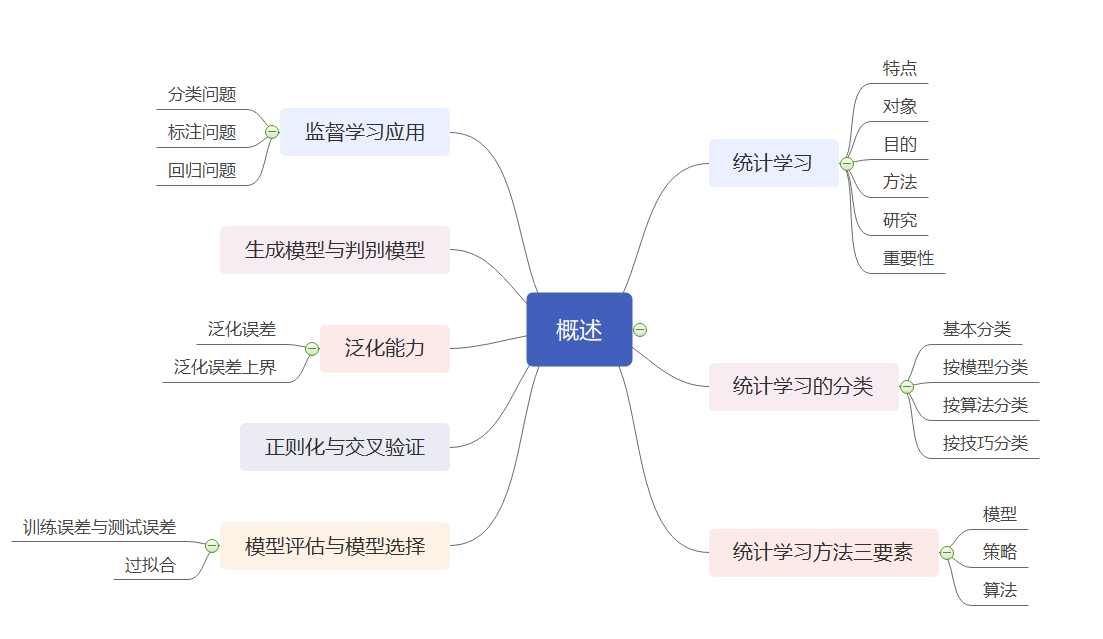 概述
统计学习
特点
对象
目的
方法
研究
重要性
统计学习的分类
基本分类
按模型分类
按算法分类
按技巧分类
统计学习方法三要素
模型
策略
算法
监督学习应用
分类问题
标注问题
回归问题
生成模型与判别模型
泛化能力
泛化误差
泛化误差上界
正则化与交叉验证
模型评估与模型选择
训练误差与测试误差
过拟合